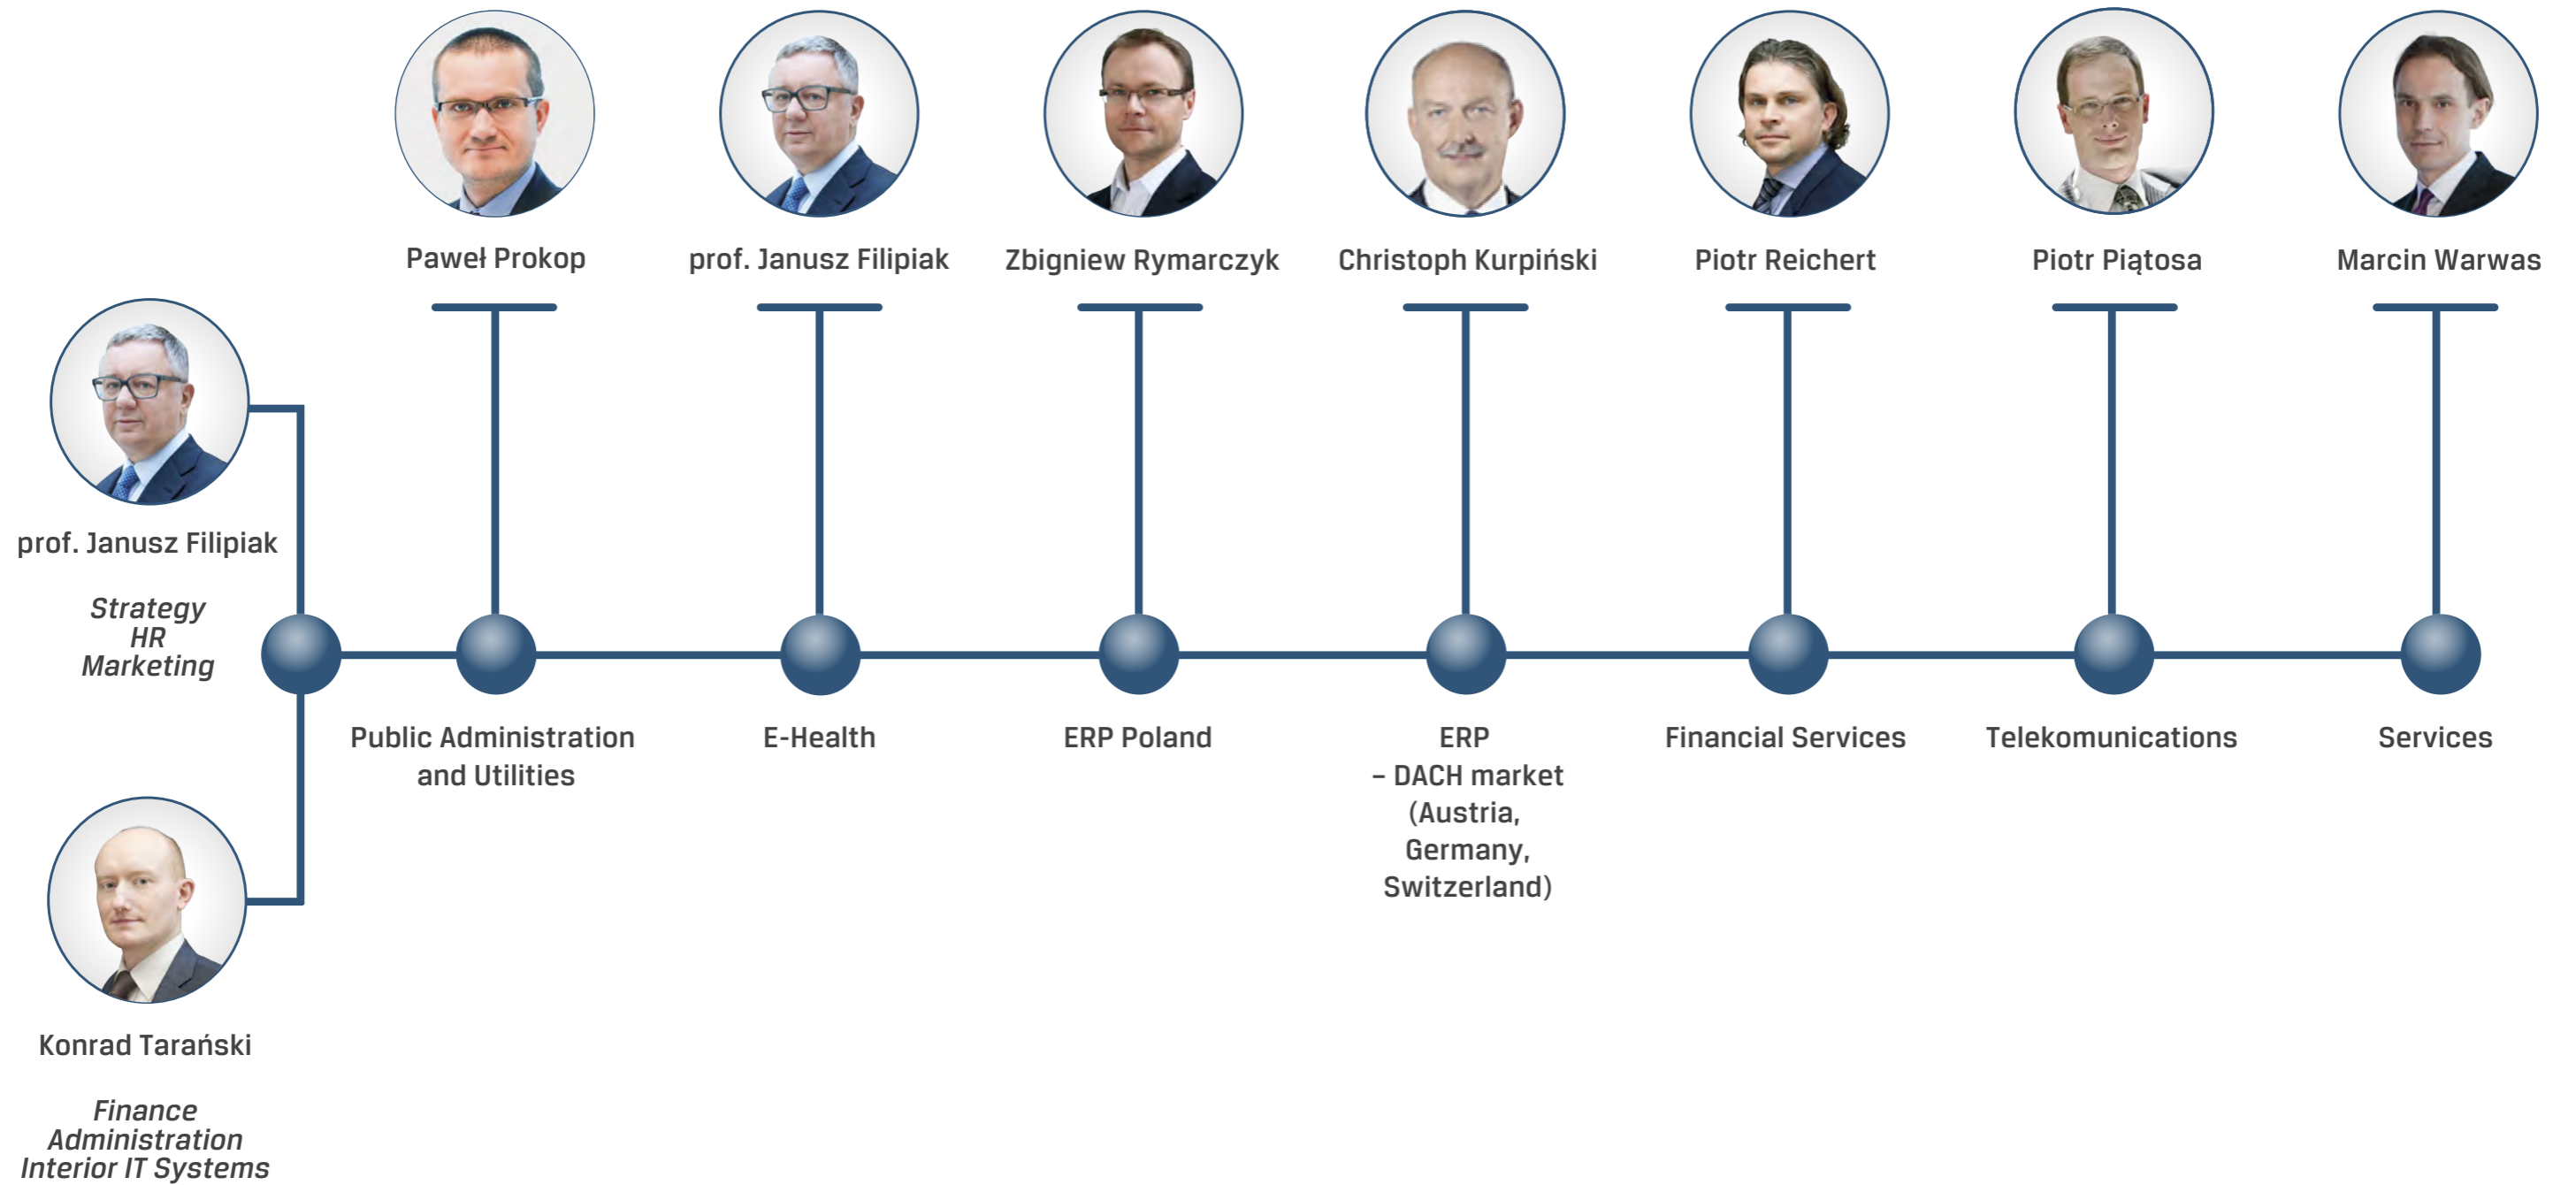 Paweł Prokop
prof. Janusz Filipiak
Zbigniew Rymarczyk
Christoph Kurpiński
Piotr Reichert
Piotr Piątosa
Marcin Warwas
prof. Janusz Filipiak
Strategy
HR
Marketing
Public Administration
and Utilities
E-Health
ERP Poland
ERP
– DACH market
(Austria,
Germany,
Switzerland)
Financial Services
Telekomunications
Services
Konrad Tarański
Finance
Administration
Interior IT Systems